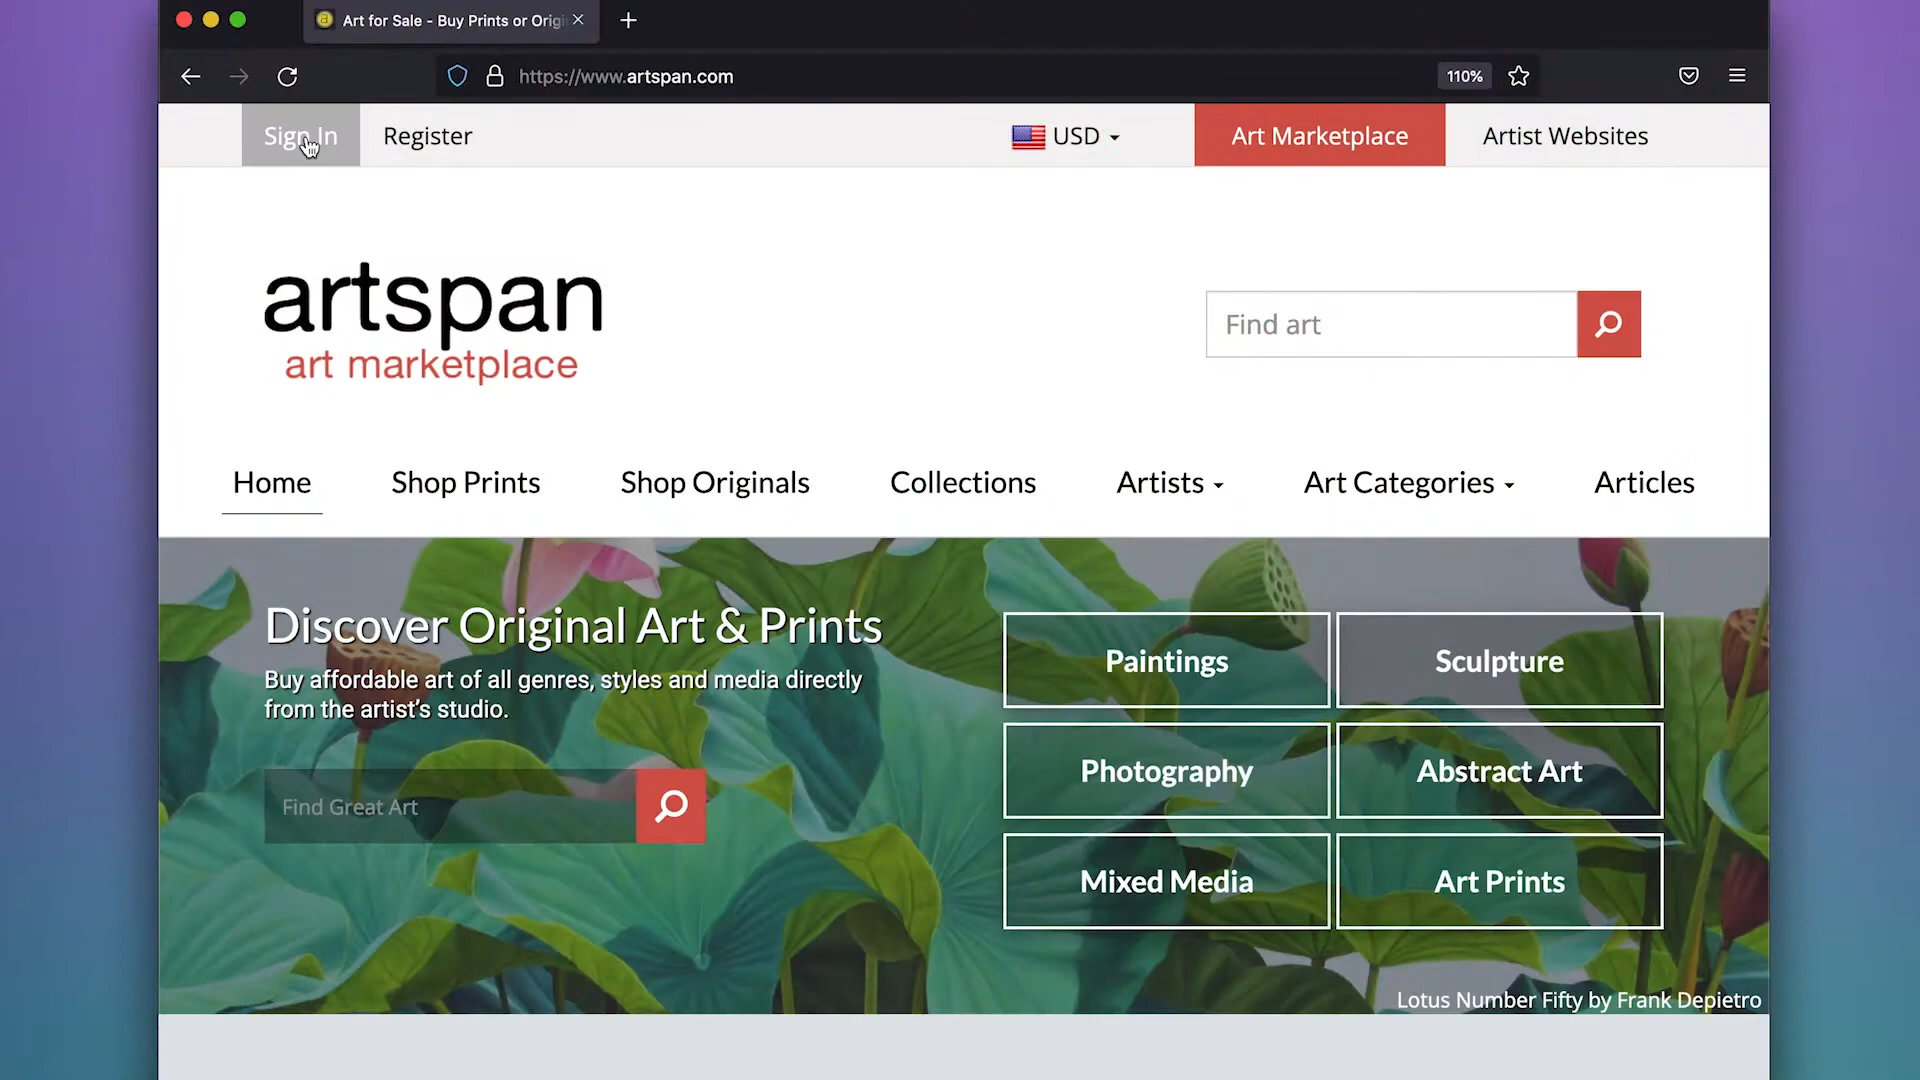 Art for Sale - Buy Prints or Origi
https://www.artspan.com
110%
Sign In
Register
USD
Art Marketplace
Artist Websites
artspan
art marketplace
Find art
Home
Shop Prints
Shop Originals
Collections
Artists
Art Categories
Articles
Discover Original Art & Prints
Buy affordable art of all genres, styles and media directly
from the artist’s studio.
Find Great Art
Paintings
Sculpture
Photography
Abstract Art
Mixed Media
Art Prints
Lotus Number Fifty by Frank Depietro